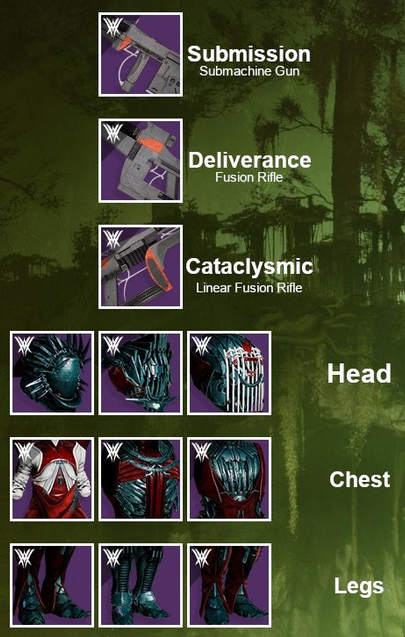 Submission
Submachine Gun
Deliverance
Fusion Rifle
Cataclysmic
Linear Fusion Rifle
Head
Chest
Legs